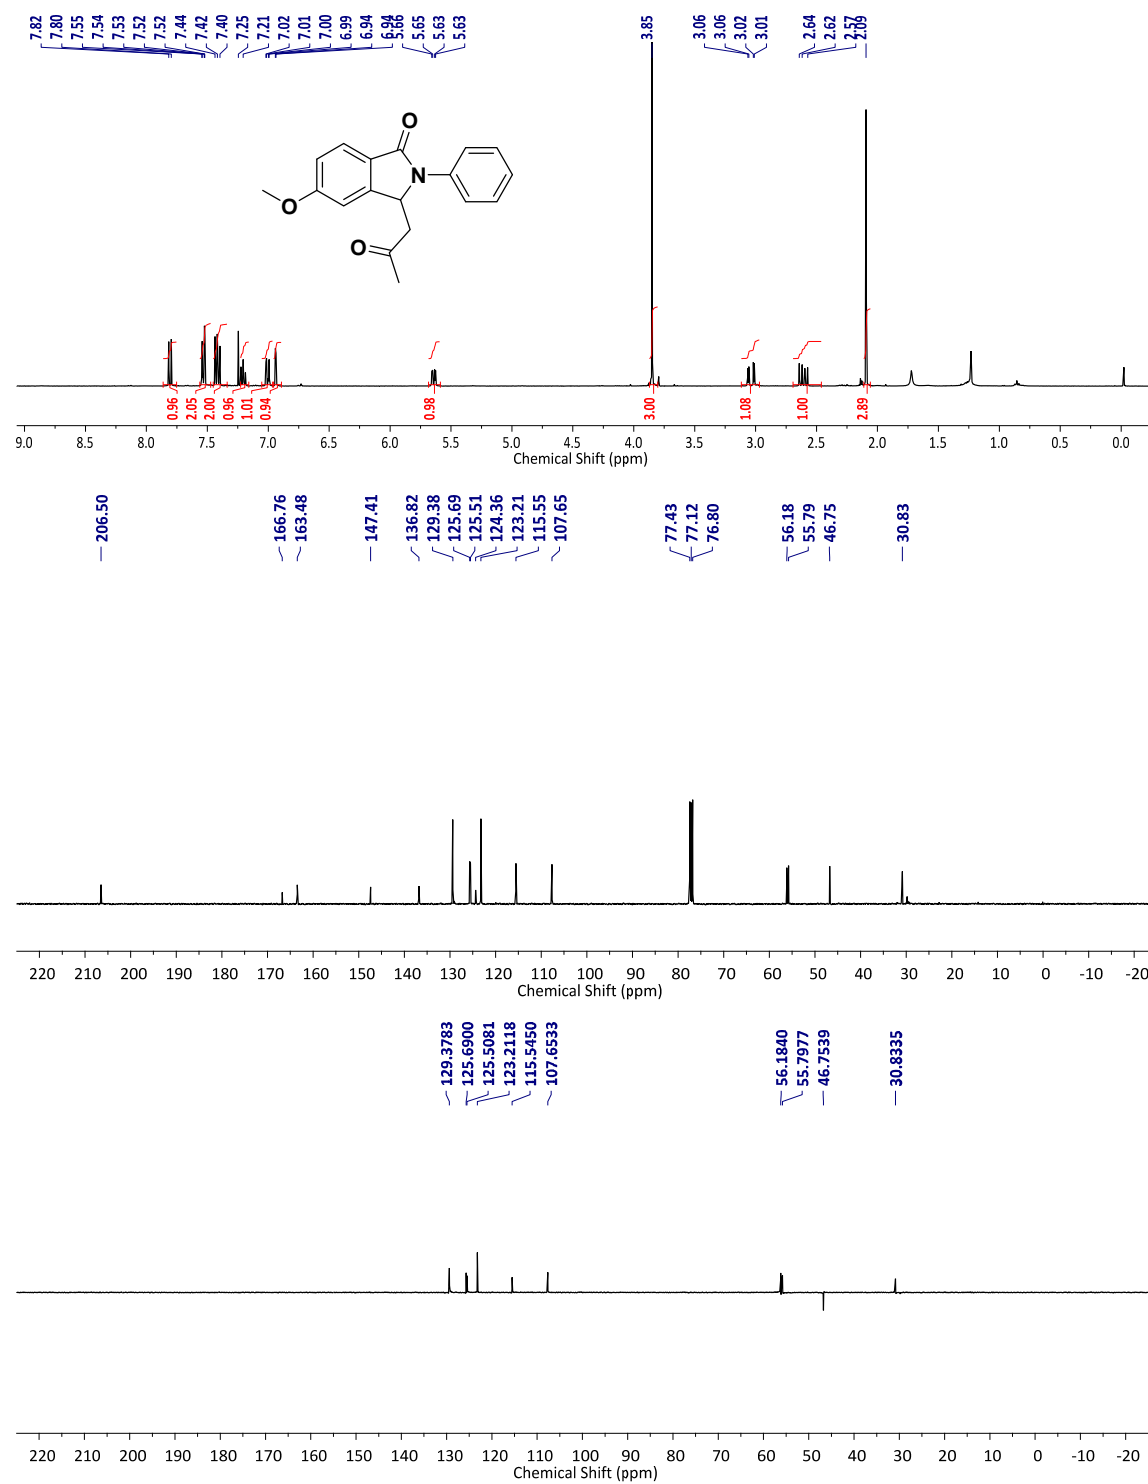 7.82 7.80 7.55 7.54 7.53 7.52 7.52 7.44 7.42 7.40 7.25 7.21 7.02 7.01 7.00 6.99 6.94 6.94 5.66 5.65 5.63 5.63 3.85 3.06 3.06 3.02 3.01 2.64 2.62 2.57 2.09
O
N
O
O
0.96 2.05 2.00 0.96 1.01 0.94 0.98 3.00 1.08 1.00 2.89
9.0 8.5 8.0 7.5 7.0 6.5 6.0 5.5 5.0 4.5 4.0 3.5 3.0 2.5 2.0 1.5 1.0 0.5 0.0
Chemical Shift (ppm)
206.50 166.76 163.48 147.41 136.82 129.38 125.69 125.51 124.36 123.21 115.55 107.65 77.43 77.12 76.80 56.18 55.79 46.75 30.83
220 210 200 190 180 170 160 150 140 130 120 110 100 90 80 70 60 50 40 30 20 10 0 -10 -20
Chemical Shift (ppm)
129.3783 125.6900 125.5081 123.2118 115.5450 107.6533 56.1840 55.7977 46.7539 30.8335
220 210 200 190 180 170 160 150 140 130 120 110 100 90 80 70 60 50 40 30 20 10 0 -10 -20
Chemical Shift (ppm)